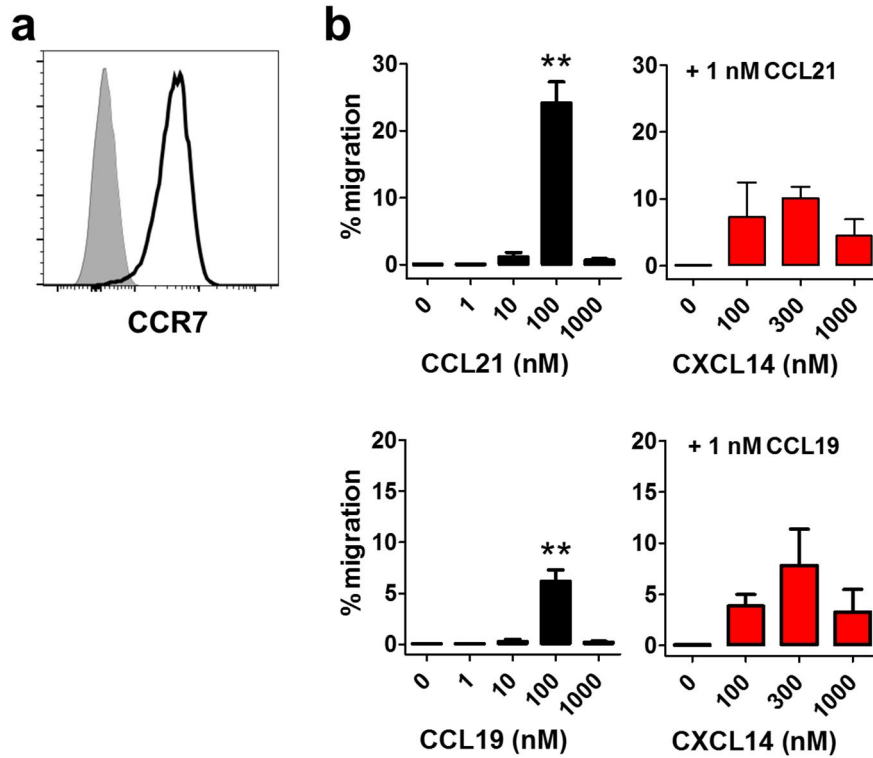 a
CCR7
b
% migration
30
20
10
0
**
0 1 10 100 1000
CCL21 (nM)
+ 1 nM CCL21
30
20
10
0
0 100 300 1000
CXCL14 (nM)
% migration
20
15
10
5
0
**
0 1 10 100 1000
CCL19 (nM)
+ 1 nM CCL19
20
15
10
5
0
0 100 300 1000
CXCL14 (nM)